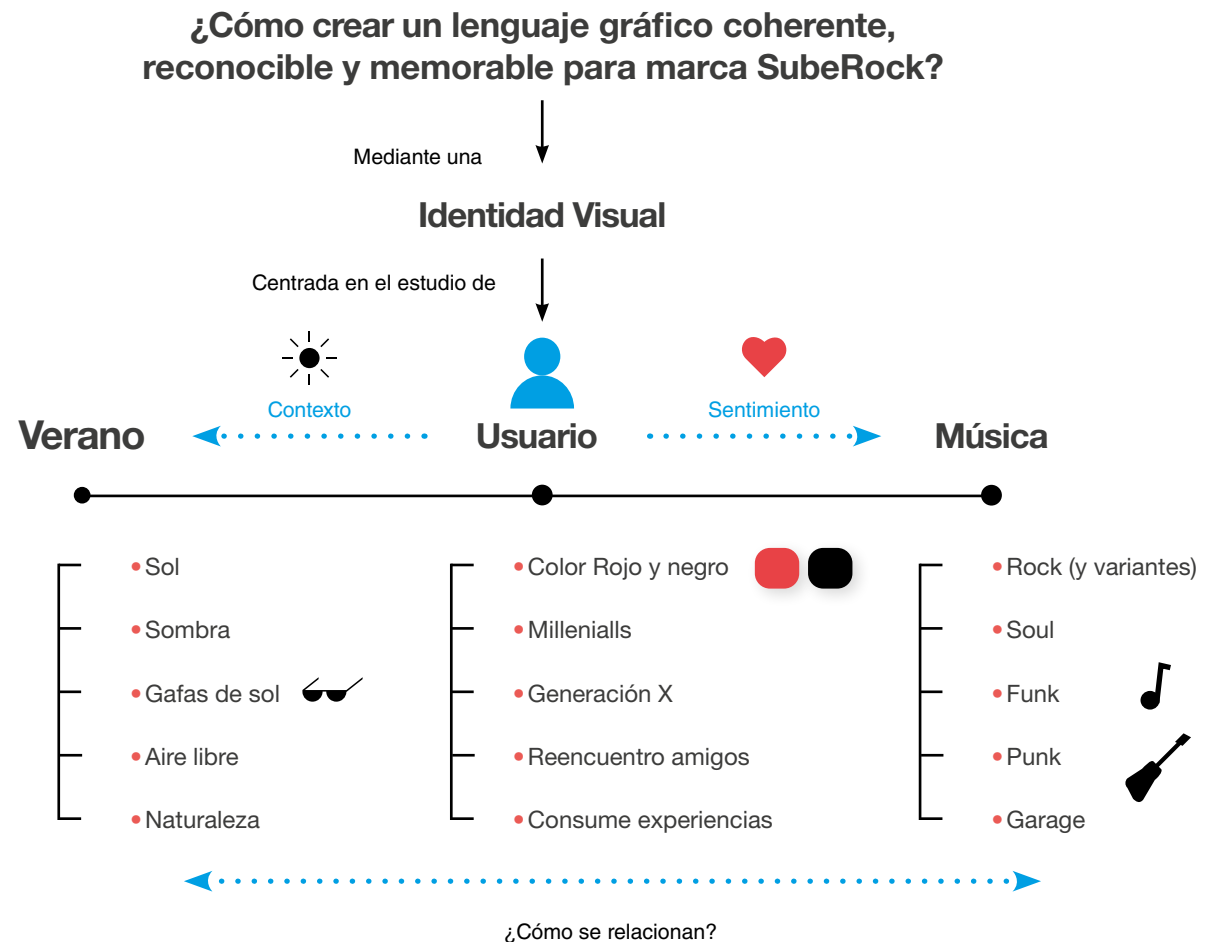 ¿Cómo crear un lenguaje gráfico coherente,
reconocible y memorable para marca SubeRock?
Mediante una
Identidad Visual
Centrada en el estudio de
Contexto
Sentimiento
Verano
Usuario
Música
Sol
Sombra
Gafas de sol
Aire libre
Naturaleza
Color Rojo y negro
Millenialls
Generación X
Reencuentro amigos
Consume experiencias
Rock (y variantes)
Soul
Funk
Punk
Garage
¿Cómo se relacionan?